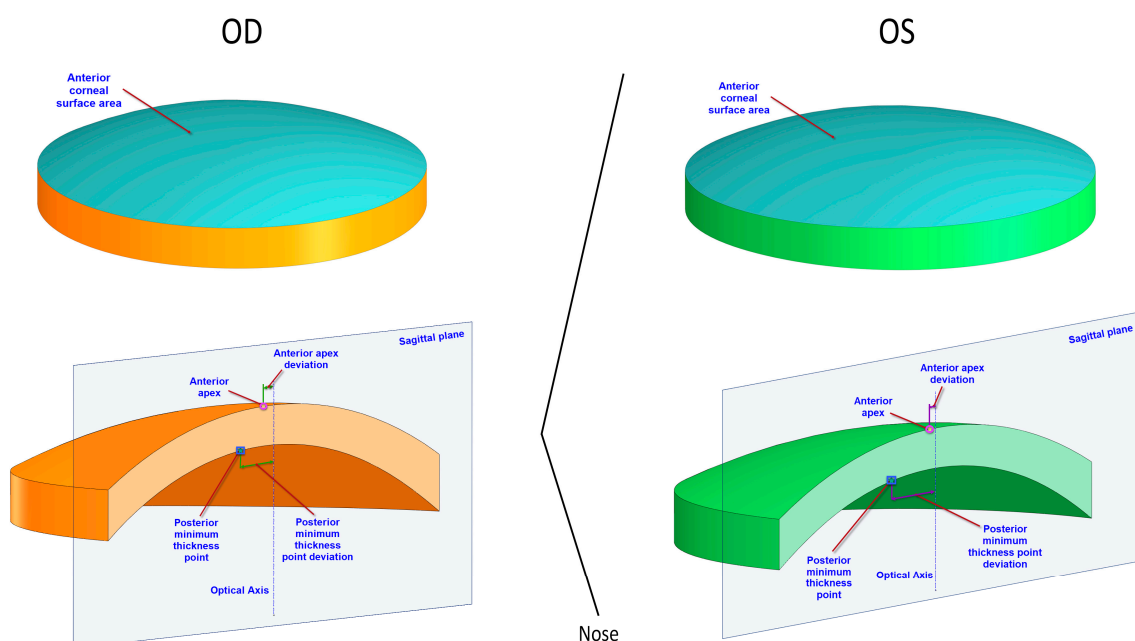 OD
OS
Anterior
corneal
surface area
Anterior
corneal
surface area
Sagittal plane
Anterior apex
deviation
Anterior
apex
Posterior
minimum
thickness
point
Posterior
minimum
thickness
point deviation
Optical Axis
Sagittal plane
Anterior apex
deviation
Anterior
apex
Posterior
minimum
thickness
point
Posterior
minimum
thickness point
deviation
Optical Axis
Nose